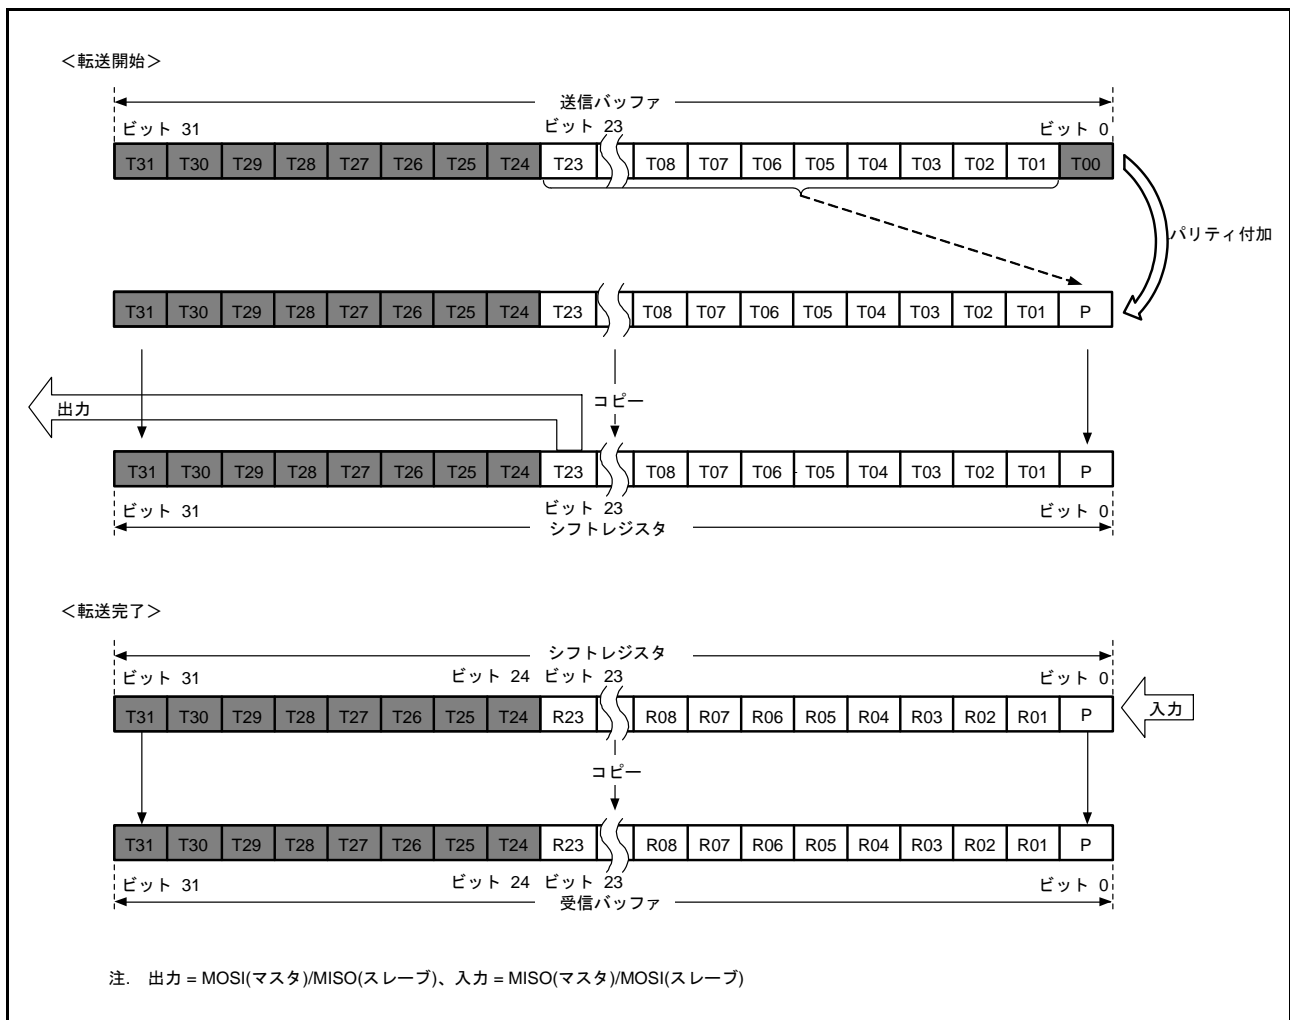 ＜転送開始＞
送信バッファ
ビット 31 ビット 23 ビット 0
T31 T30 T29 T28 T27 T26 T25 T24 T23 T08 T07 T06 T05 T04 T03 T02 T01 T00
パリティ付加
T31 T30 T29 T28 T27 T26 T25 T24 T23 T08 T07 T06 T05 T04 T03 T02 T01 P
コピー
出力
T31 T30 T29 T28 T27 T26 T25 T24 T23 T08 T07 T06 T05 T04 T03 T02 T01 P
ビット 31 ビット 23 ビット 0
シフトレジスタ
＜転送完了＞
シフトレジスタ
ビット 31 ビット 24 ビット 23 ビット 0
T31 T30 T29 T28 T27 T26 T25 T24 R23 R08 R07 R06 R05 R04 R03 R02 R01 P
入力
コピー
T31 T30 T29 T28 T27 T26 T25 T24 R23 R08 R07 R06 R05 R04 R03 R02 R01 P
ビット 31 ビット 24 ビット 23 ビット 0
受信バッファ
注. 出力 = MOSI(マスタ)/MISO(スレーブ)、入力 = MISO(マスタ)/MOSI(スレーブ)